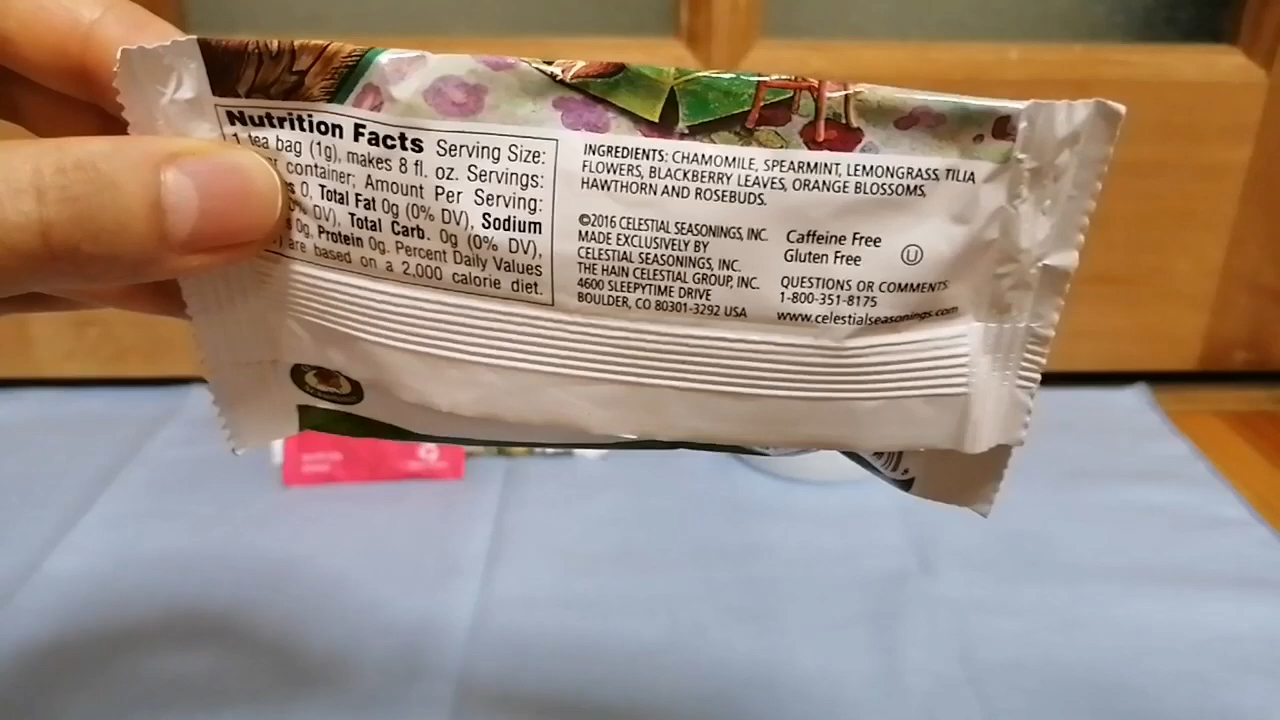 Nutrition Facts Serving Size:
1 tea bag (1g), makes 8 fl. oz. Servings:
container; Amount Per Serving:
0, Total Fat 0g (0% DV), Sodium
DV), Total Carb. 0g (0% DV),
0g, Protein 0g. Percent Daily Values
are based on a 2,000 calorie diet.
INGREDIENTS: CHAMOMILE, SPEARMINT, LEMONGRASS, TILIA
FLOWERS, BLACKBERRY LEAVES, ORANGE BLOSSOMS,
HAWTHORN AND ROSEBUDS.
©2016 CELESTIAL SEASONINGS, INC.
MADE EXCLUSIVELY BY
CELESTIAL SEASONINGS, INC.
THE HAIN CELESTIAL GROUP, INC.
4600 SLEEPYTIME DRIVE
BOULDER, CO 80301-3292 USA
Caffeine Free
Gluten Free
U
QUESTIONS OR COMMENTS:
1-800-351-8175
www.celestialseasonings.com